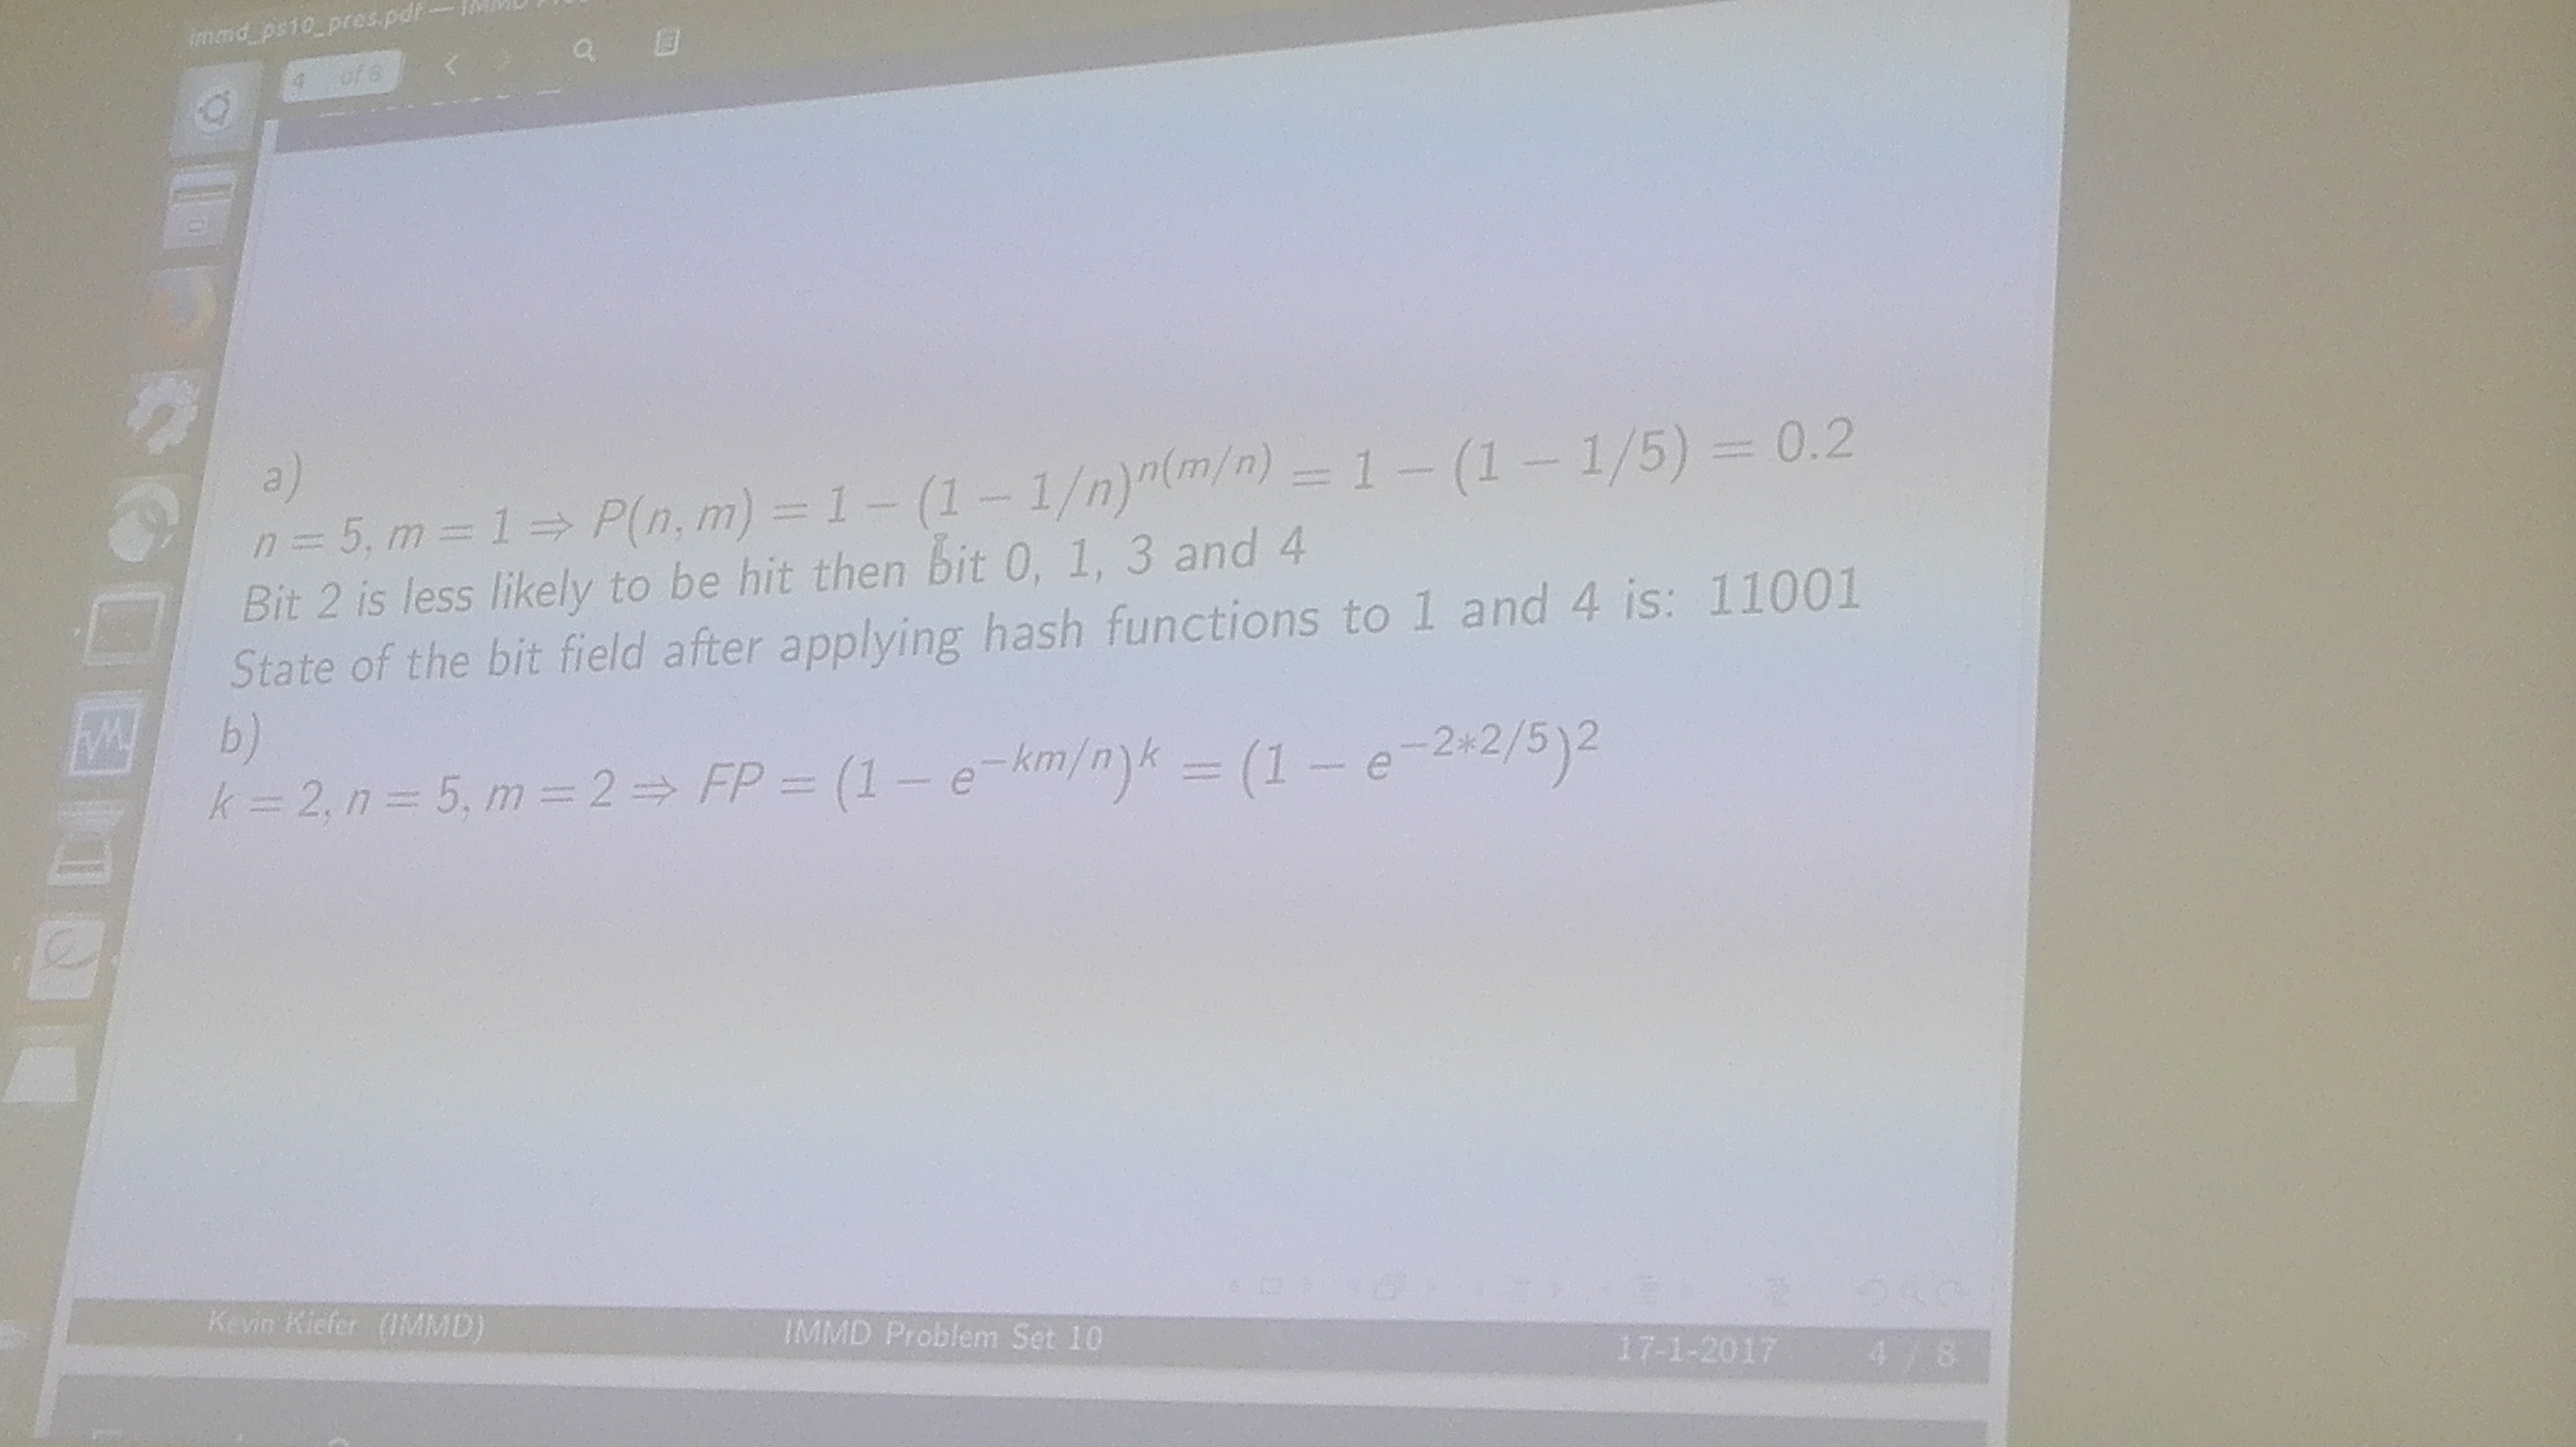 immd_ps10_pres.pdf — IMMD
4 of 8
a)
n = 5, m = 1 ⇒ P(n, m) = 1 − (1 − 1/n)^{n(m/n)} = 1 − (1 − 1/5) = 0.2
Bit 2 is less likely to be hit then bit 0, 1, 3 and 4
State of the bit field after applying hash functions to 1 and 4 is: 11001
b)
k = 2, n = 5, m = 2 ⇒ FP = (1 − e^{−km/n})^k = (1 − e^{−2*2/5})^2
Kevin Kiefer (IMMD) IMMD Problem Set 10 17-1-2017 4 / 8